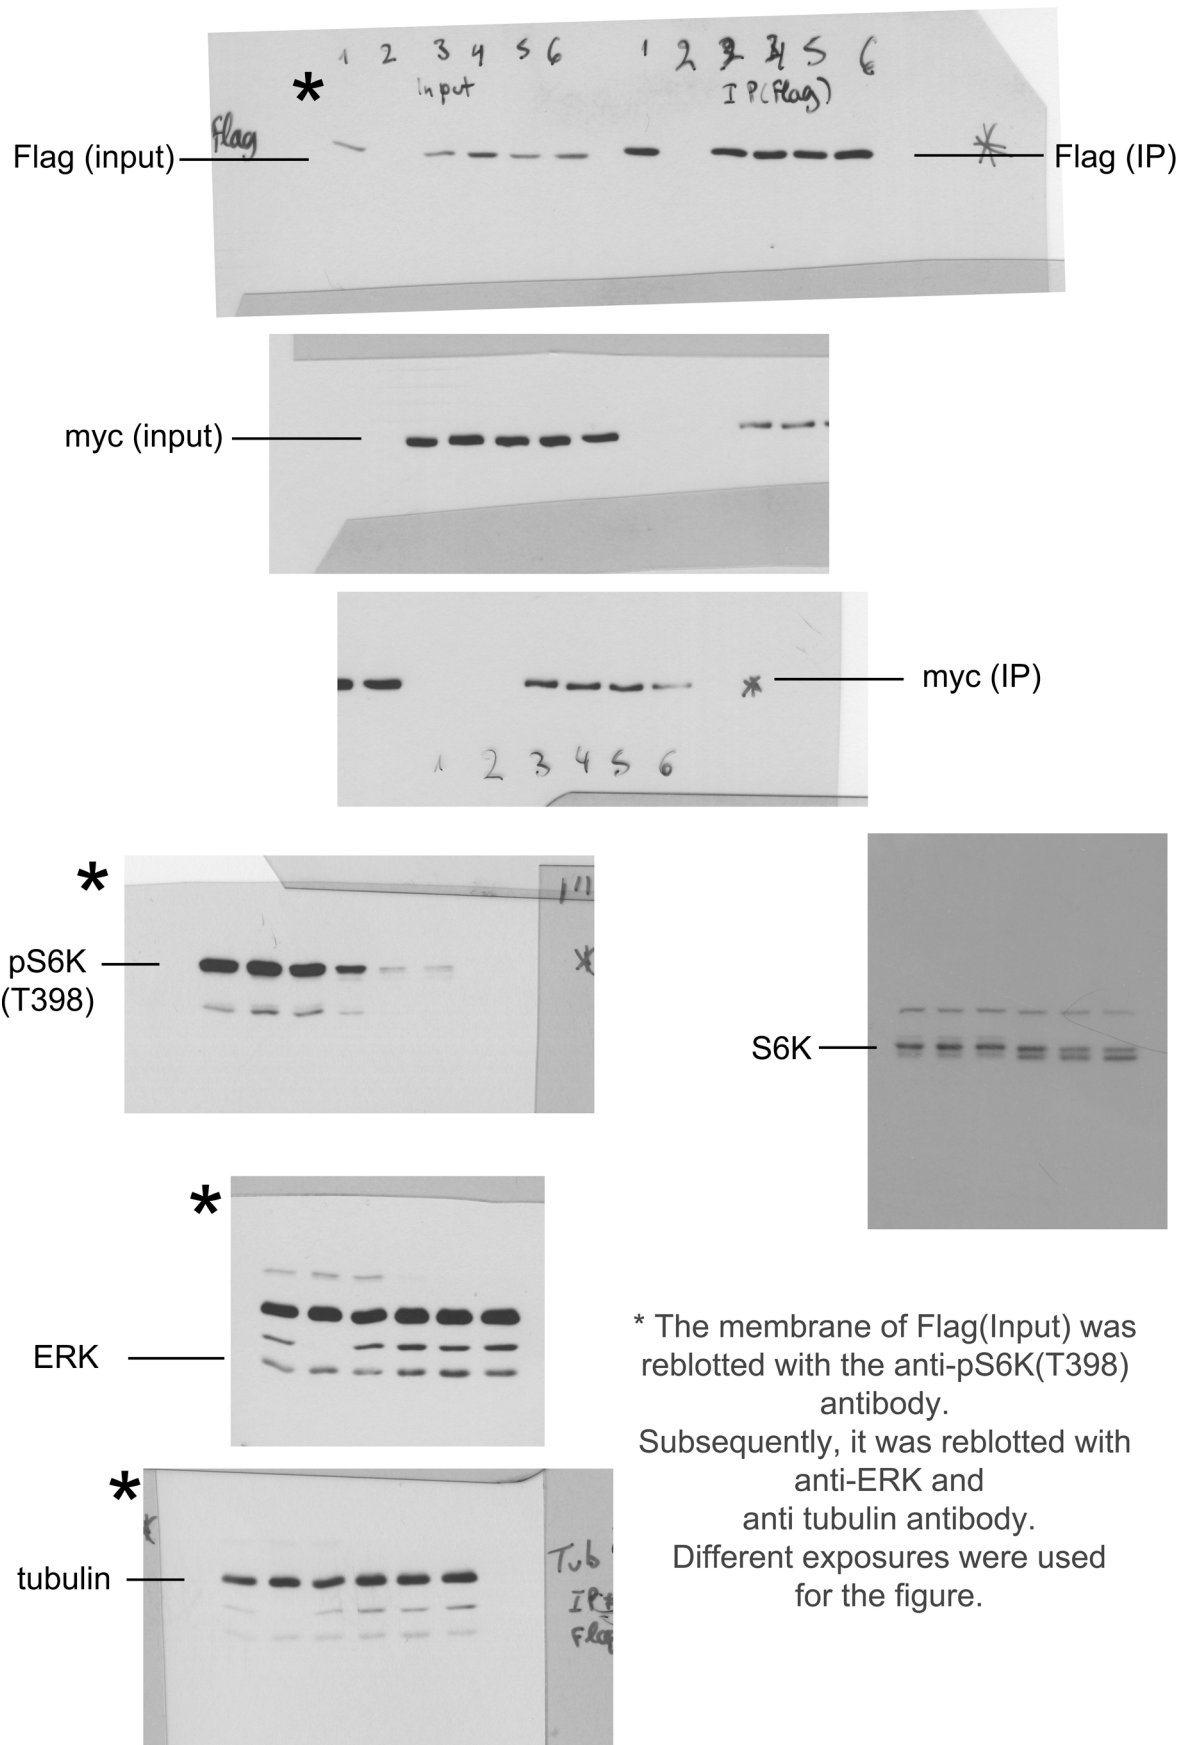 1 2 3 4 5 6 1 2 3 4 5 6
*
Input IP(Flag)
Flag
Flag (input)
Flag (IP)
myc (input)
myc (IP)
1 2 3 4 5 6
*
pS6K
(T398)
S6K
*
ERK
* The membrane of Flag(Input) was
reblotted with the anti-pS6K(T398)
antibody.
Subsequently, it was reblotted with
anti-ERK and
anti tubulin antibody.
Different exposures were used
for the figure.
*
tubulin
Tub
IP
Flag